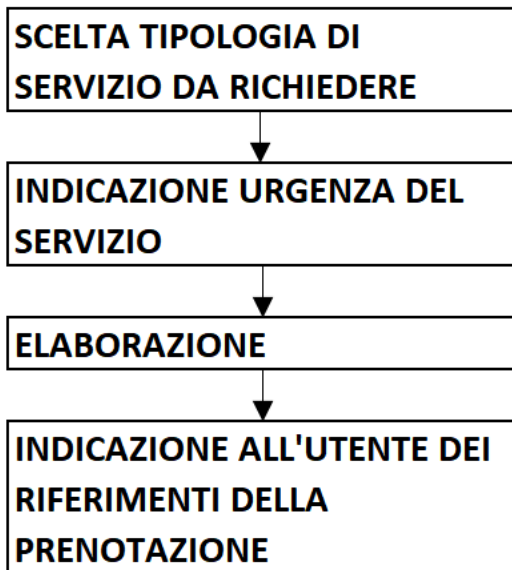 SCELTA TIPOLOGIA DI
SERVIZIO DA RICHIEDERE
INDICAZIONE URGENZA DEL
SERVIZIO
ELABORAZIONE
INDICAZIONE ALL'UTENTE DEI
RIFERIMENTI DELLA
PRENOTAZIONE